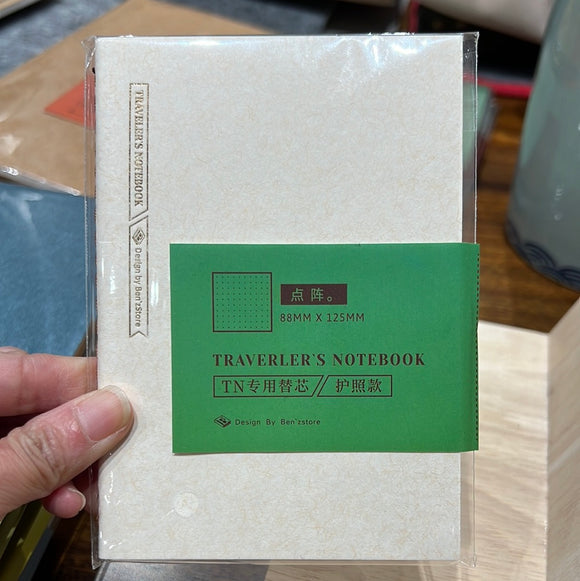 TRAVELER'S NOTEBOOK
Design by Ben'zStore
点阵。
88MM X 125MM
TRAVERLER'S NOTEBOOK
TN专用替芯//护照款
Design By Ben'zstore